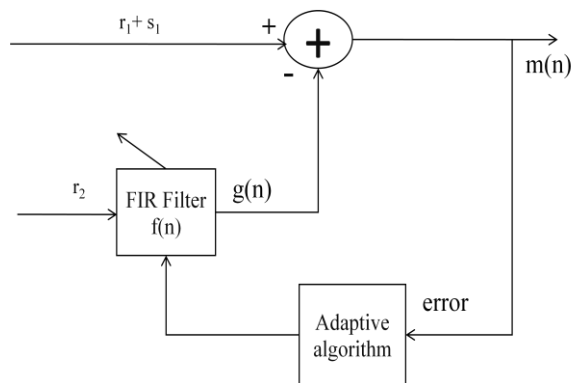 r₁+ s₁
+
+
-
m(n)
r₂
FIR Filter
f(n)
g(n)
error
Adaptive
algorithm